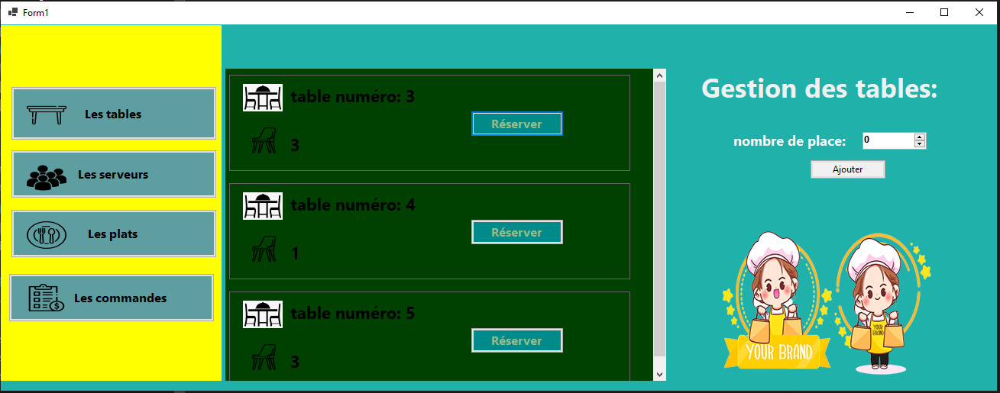 Form1
Les tables
Les serveurs
Les plats
Les commandes
table numéro: 3
Réserver
3
table numéro: 4
Réserver
1
table numéro: 5
Réserver
3
Gestion des tables:
nombre de place: 0
Ajouter
YOUR BRAND
YOUR
BRAND